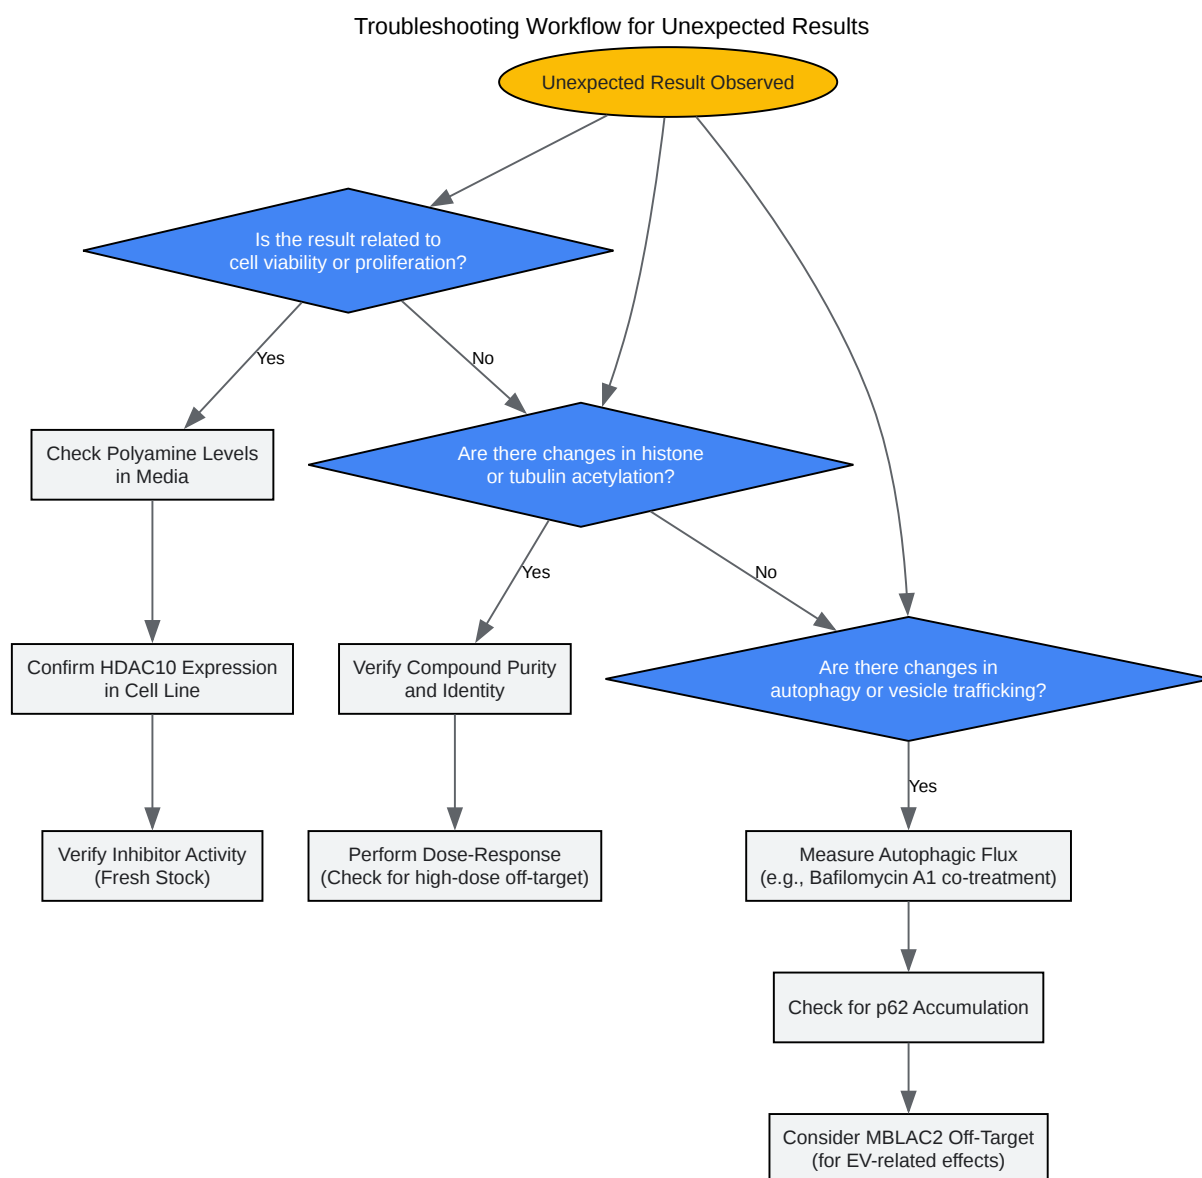 Troubleshooting Workflow for Unexpected Results
Unexpected Result Observed
Is the result related to
cell viability or proliferation?
Yes
No
Check Polyamine Levels
in Media
Are there changes in histone
or tubulin acetylation?
Yes
No
Confirm HDAC10 Expression
in Cell Line
Verify Compound Purity
and Identity
Are there changes in
autophagy or vesicle trafficking?
Yes
Verify Inhibitor Activity
(Fresh Stock)
Perform Dose-Response
(Check for high-dose off-target)
Measure Autophagic Flux
(e.g., Bafilomycin A1 co-treatment)
Check for p62 Accumulation
Consider MBLAC2 Off-Target
(for EV-related effects)